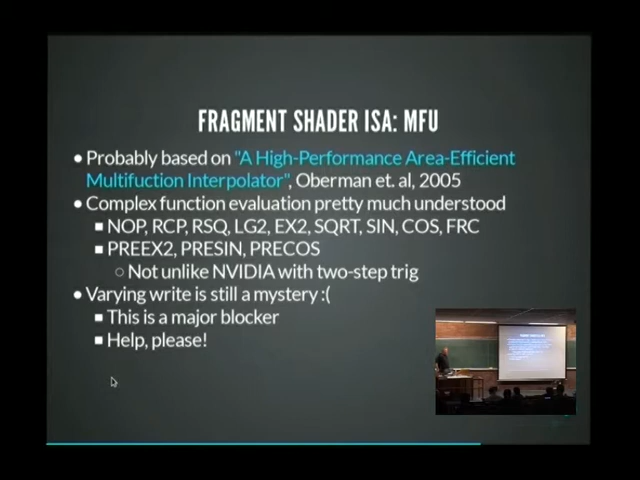 FRAGMENT SHADER ISA: MFU
• Probably based on "A High-Performance Area-Efficient
Multifuction Interpolator", Oberman et. al, 2005
• Complex function evaluation pretty much understood
▪ NOP, RCP, RSQ, LG2, EX2, SQRT, SIN, COS, FRC
▪ PREEX2, PRESIN, PRECOS
○ Not unlike NVIDIA with two-step trig
• Varying write is still a mystery :(
▪ This is a major blocker
▪ Help, please!